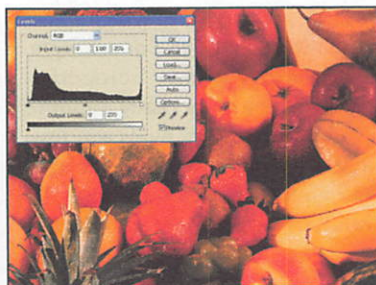 Levels
Channel: RGB
OK
Input Levels: 0 1.00 255
Cancel
Load...
Save...
Auto
Options...
Output Levels: 0 255
Preview